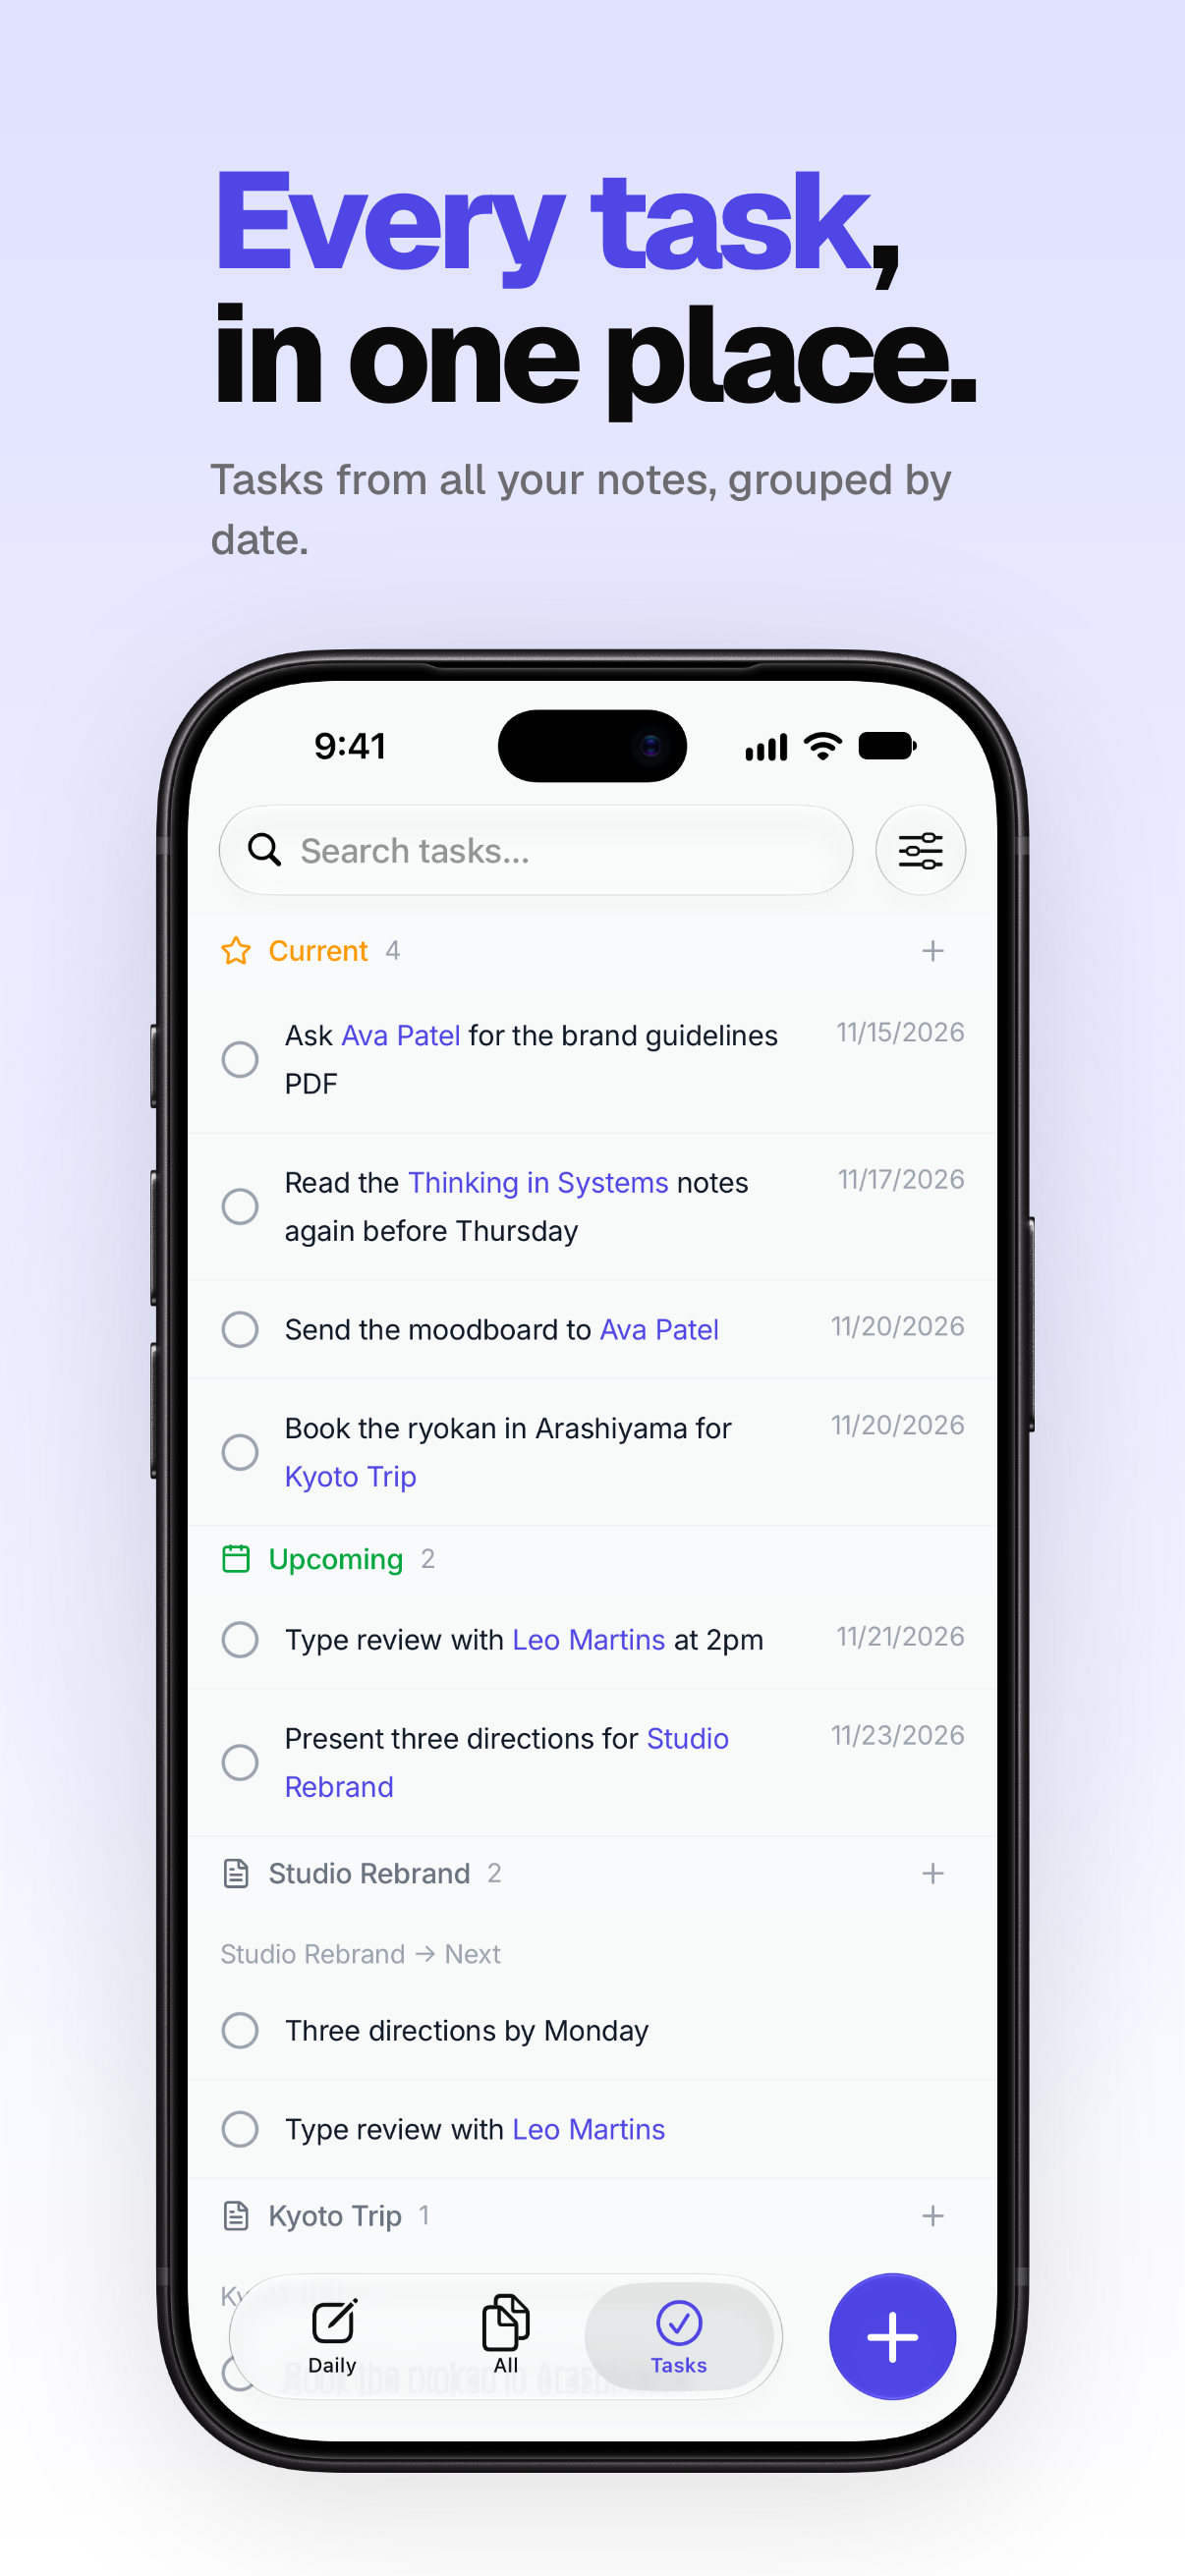 Every task,
in one place.
Tasks from all your notes, grouped by
date.
9:41
Search tasks...
Current 4
Ask Ava Patel for the brand guidelines 11/15/2026
PDF
Read the Thinking in Systems notes 11/17/2026
again before Thursday
Send the moodboard to Ava Patel 11/20/2026
Book the ryokan in Arashiyama for 11/20/2026
Kyoto Trip
Upcoming 2
Type review with Leo Martins at 2pm 11/21/2026
Present three directions for Studio 11/23/2026
Rebrand
Studio Rebrand 2
Studio Rebrand → Next
Three directions by Monday
Type review with Leo Martins
Kyoto Trip 1
Daily All Tasks